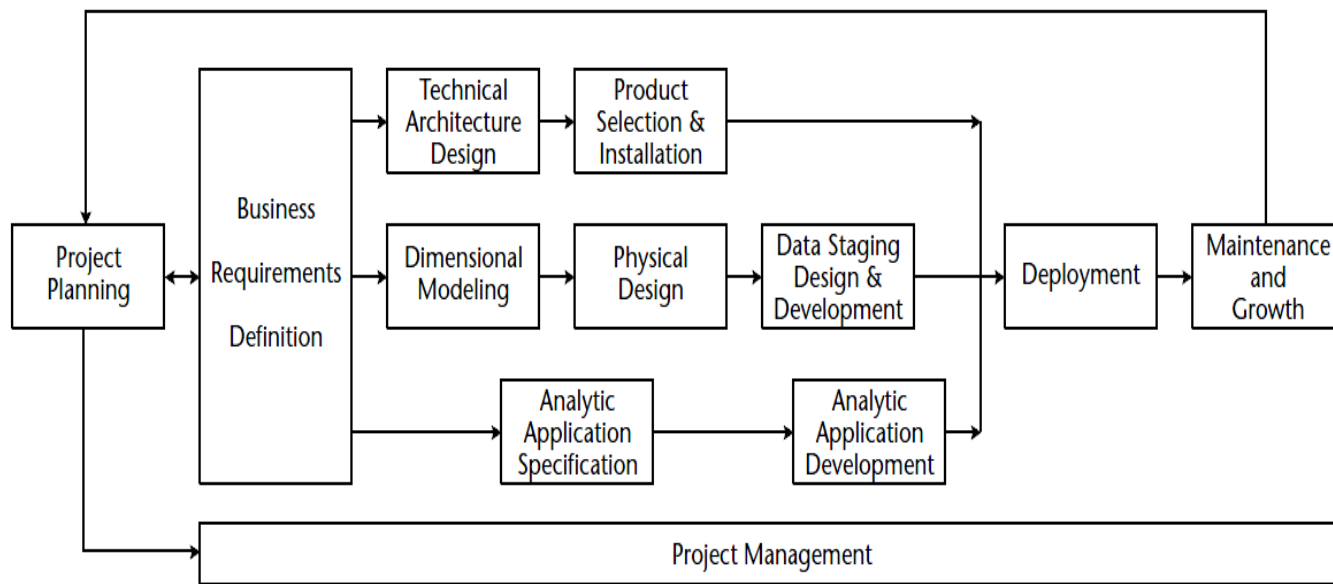 Project
Planning
Business
Requirements
Definition
Technical
Architecture
Design
Product
Selection &
Installation
Dimensional
Modeling
Physical
Design
Data Staging
Design &
Development
Analytic
Application
Specification
Analytic
Application
Development
Deployment
Maintenance
and
Growth
Project Management